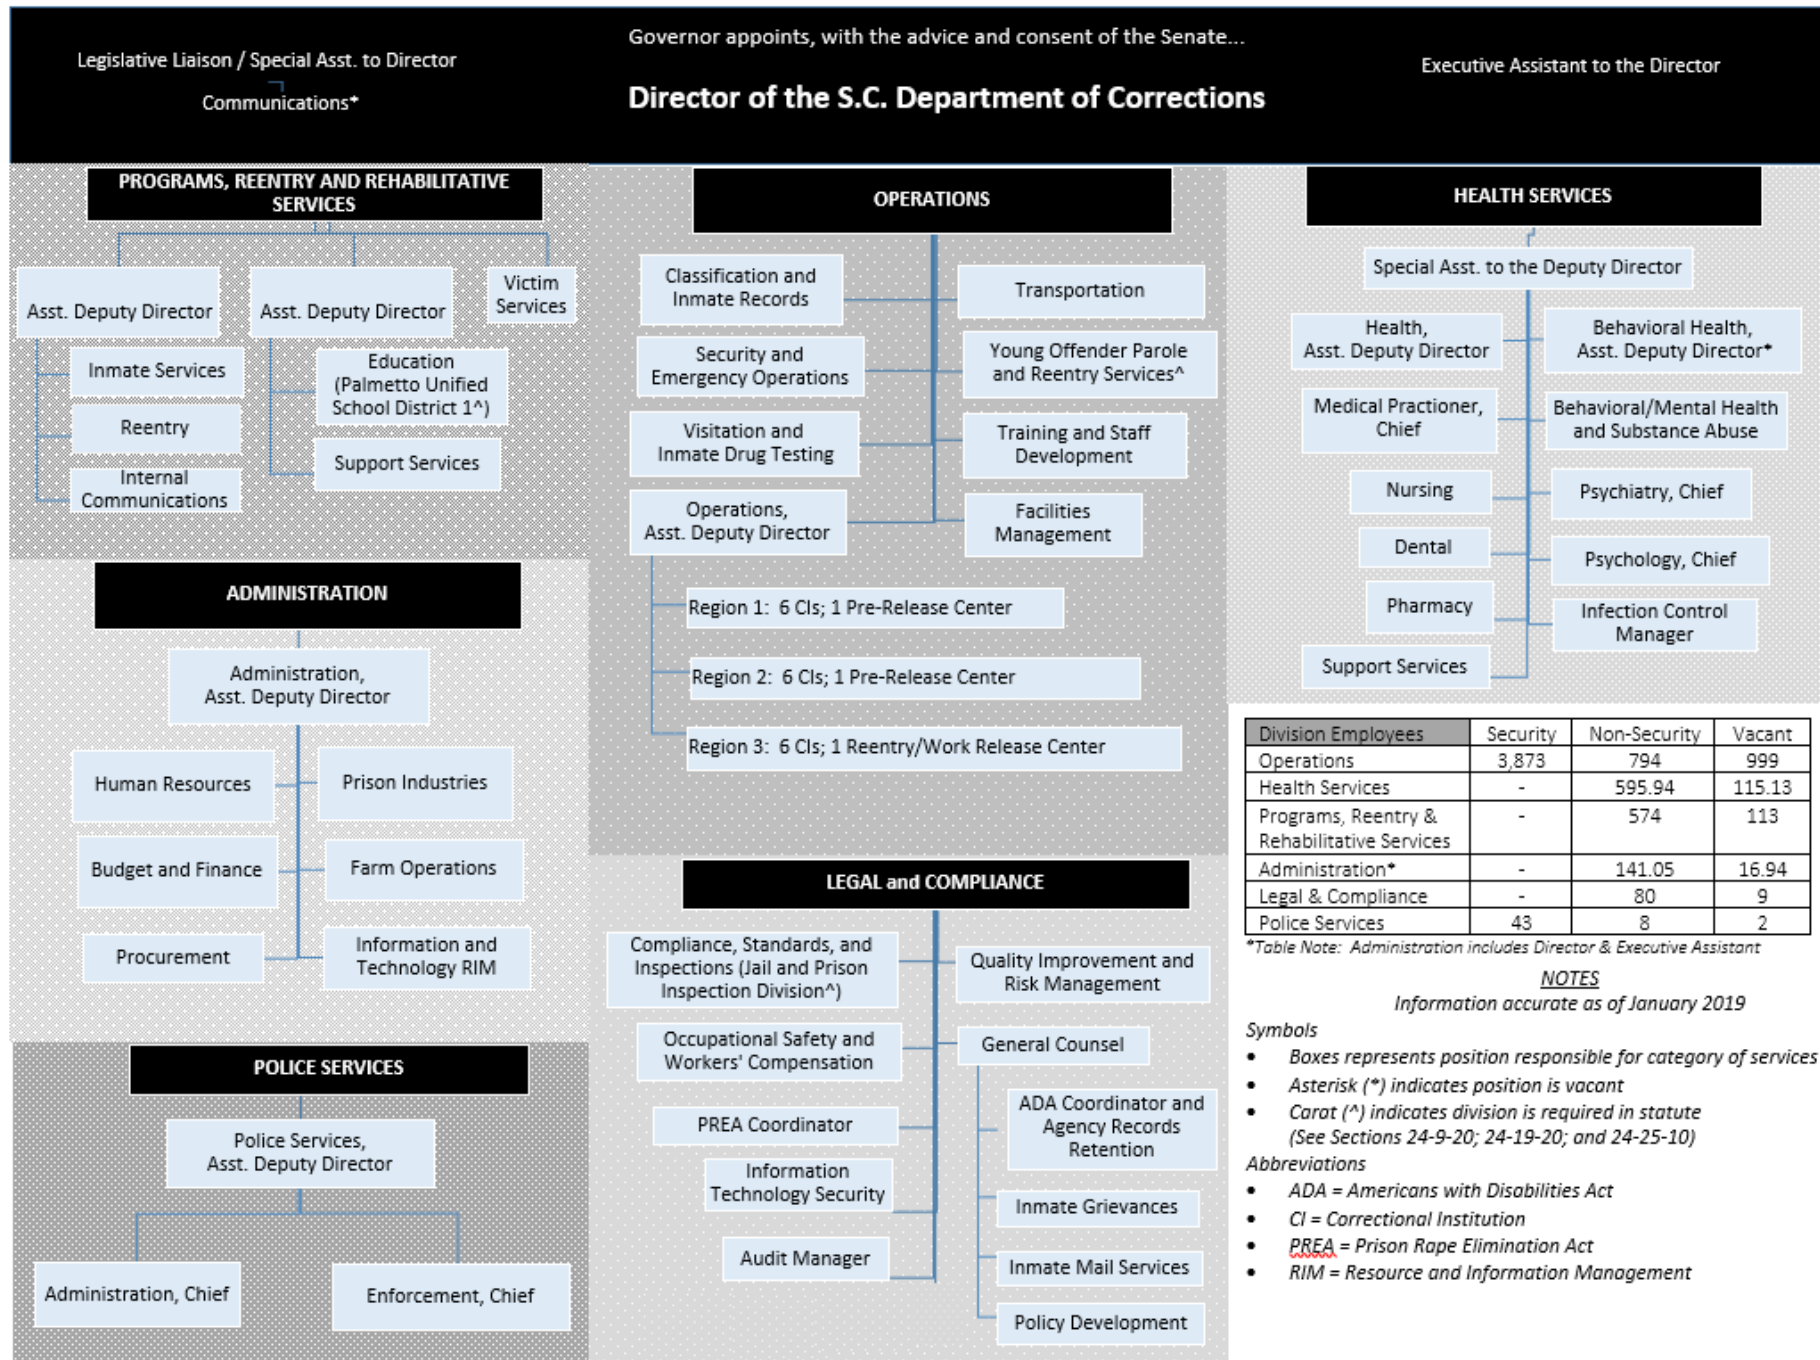 Legislative Liaison / Special Asst. to Director
Communications*
Governor appoints, with the advice and consent of the Senate...
Director of the S.C. Department of Corrections
Executive Assistant to the Director
PROGRAMS, REENTRY AND REHABILITATIVE
SERVICES
Asst. Deputy Director
Asst. Deputy Director
Victim
Services
Inmate Services
Reentry
Internal
Communications
Education
(Palmetto Unified
School District 1^)
Support Services
ADMINISTRATION
Administration,
Asst. Deputy Director
Human Resources
Prison Industries
Budget and Finance
Farm Operations
Procurement
Information and
Technology RIM
POLICE SERVICES
Police Services,
Asst. Deputy Director
Administration, Chief
Enforcement, Chief
OPERATIONS
Classification and
Inmate Records
Transportation
Security and
Emergency Operations
Young Offender Parole
and Reentry Services^
Visitation and
Inmate Drug Testing
Training and Staff
Development
Operations,
Asst. Deputy Director
Facilities
Management
Region 1: 6 CIs; 1 Pre-Release Center
Region 2: 6 CIs; 1 Pre-Release Center
Region 3: 6 CIs; 1 Reentry/Work Release Center
LEGAL and COMPLIANCE
Compliance, Standards, and
Inspections (Jail and Prison
Inspection Division^)
Quality Improvement and
Risk Management
Occupational Safety and
Workers' Compensation
General Counsel
PREA Coordinator
ADA Coordinator and
Agency Records
Retention
Information
Technology Security
Inmate Grievances
Audit Manager
Inmate Mail Services
Policy Development
HEALTH SERVICES
Special Asst. to the Deputy Director
Health,
Asst. Deputy Director
Behavioral Health,
Asst. Deputy Director*
Medical Practioner,
Chief
Behavioral/Mental Health
and Substance Abuse
Nursing
Psychiatry, Chief
Dental
Psychology, Chief
Pharmacy
Infection Control
Manager
Support Services
Division Employees Security Non-Security Vacant
Operations 3,873 794 999
Health Services - 595.94 115.13
Programs, Reentry & - 574 113
Rehabilitative Services
Administration* - 141.05 16.94
Legal & Compliance - 80 9
Police Services 43 8 2
*Table Note: Administration includes Director & Executive Assistant
NOTES
Information accurate as of January 2019
Symbols
• Boxes represents position responsible for category of services
• Asterisk (*) indicates position is vacant
• Carat (^) indicates division is required in statute
(See Sections 24-9-20; 24-19-20; and 24-25-10)
Abbreviations
• ADA = Americans with Disabilities Act
• CI = Correctional Institution
• PREA = Prison Rape Elimination Act
• RIM = Resource and Information Management